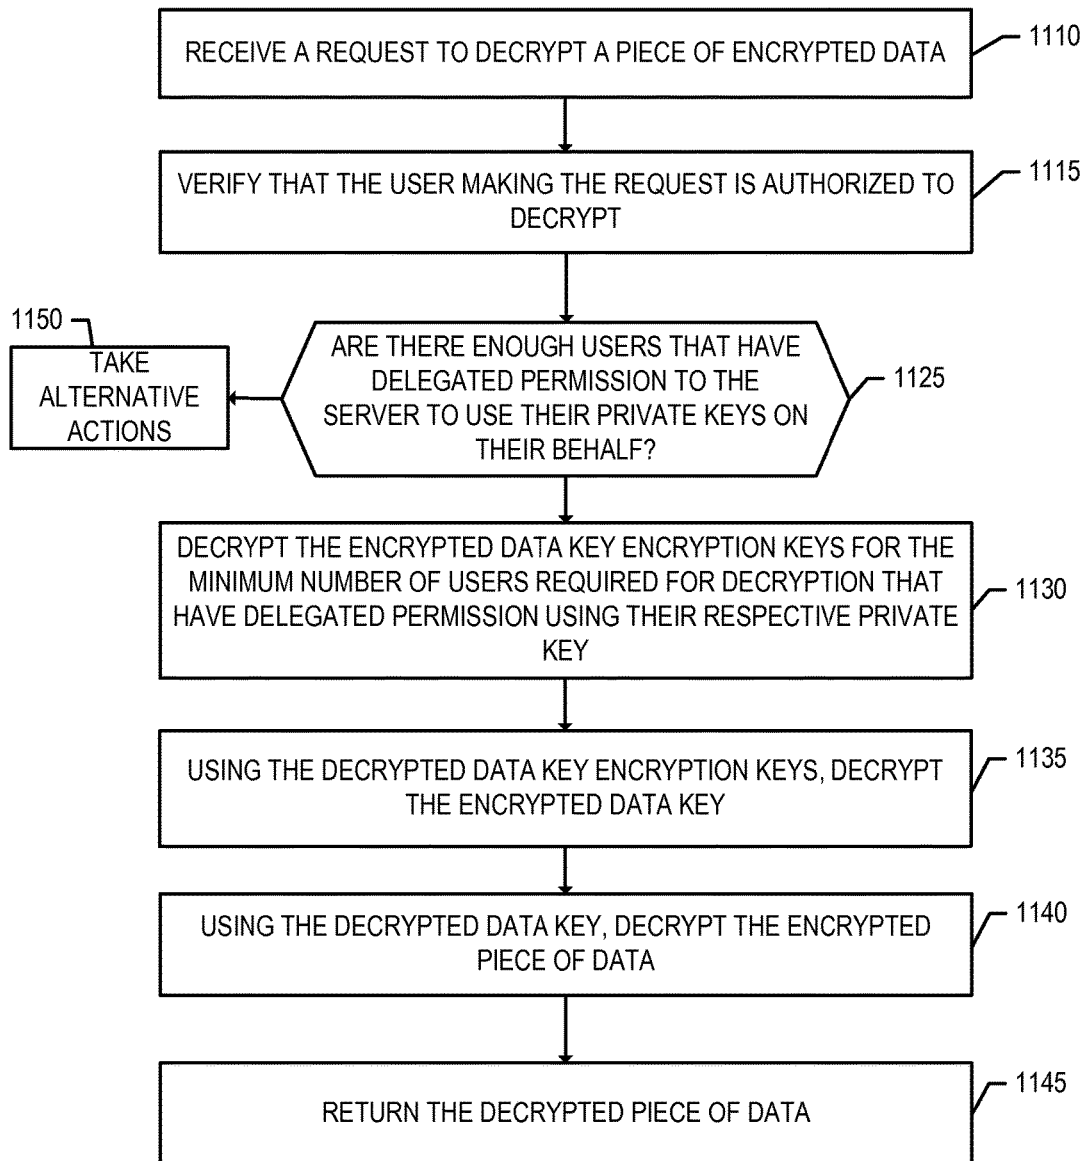 RECEIVE A REQUEST TO DECRYPT A PIECE OF ENCRYPTED DATA
1110
VERIFY THAT THE USER MAKING THE REQUEST IS AUTHORIZED TO
DECRYPT
1115
ARE THERE ENOUGH USERS THAT HAVE
DELEGATED PERMISSION TO THE
SERVER TO USE THEIR PRIVATE KEYS ON
THEIR BEHALF?
1125
1150
TAKE
ALTERNATIVE
ACTIONS
DECRYPT THE ENCRYPTED DATA KEY ENCRYPTION KEYS FOR THE
MINIMUM NUMBER OF USERS REQUIRED FOR DECRYPTION THAT
HAVE DELEGATED PERMISSION USING THEIR RESPECTIVE PRIVATE
KEY
1130
USING THE DECRYPTED DATA KEY ENCRYPTION KEYS, DECRYPT
THE ENCRYPTED DATA KEY
1135
USING THE DECRYPTED DATA KEY, DECRYPT THE ENCRYPTED
PIECE OF DATA
1140
RETURN THE DECRYPTED PIECE OF DATA
1145